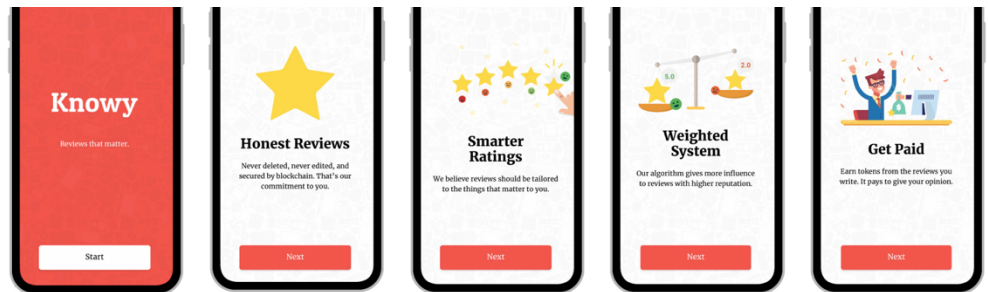 Knowy
Reviews that matter.
Start
Honest Reviews
Never deleted, never edited, and
secured by blockchain. That's our
commitment to you.
Next
Smarter
Ratings
We believe reviews should be tailored
to the things that matter to you.
Next
5.0
2.0
Weighted
System
Our algorithm gives more influence
to reviews with higher reputation.
Next
Get Paid
Earn tokens from the reviews you
write. It pays to give your opinion.
Next